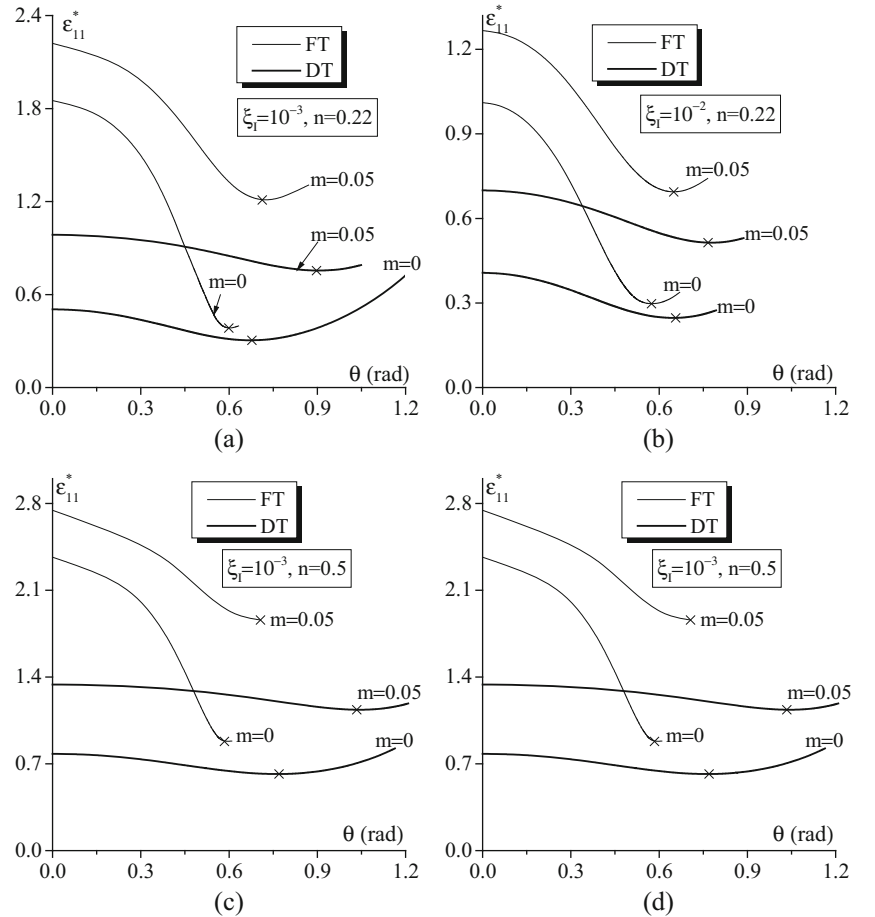 ε*11
FT
DT
ξI=10−3, n=0.22
m=0.05
m=0.05
m=0
m=0
2.4
1.8
1.2
0.6
0.0
θ (rad)
0.0 0.3 0.6 0.9 1.2
(a)
ε*11
FT
DT
ξI=10−2, n=0.22
m=0.05
m=0.05
m=0
m=0
1.2
0.9
0.6
0.3
0.0
θ (rad)
0.0 0.3 0.6 0.9 1.2
(b)
ε*11
FT
DT
ξI=10−3, n=0.5
m=0.05
m=0.05
m=0
m=0
2.8
2.1
1.4
0.7
0.0
θ (rad)
0.0 0.3 0.6 0.9 1.2
(c)
ε*11
FT
DT
ξI=10−3, n=0.5
m=0.05
m=0.05
m=0
m=0
2.8
2.1
1.4
0.7
0.0
θ (rad)
0.0 0.3 0.6 0.9 1.2
(d)